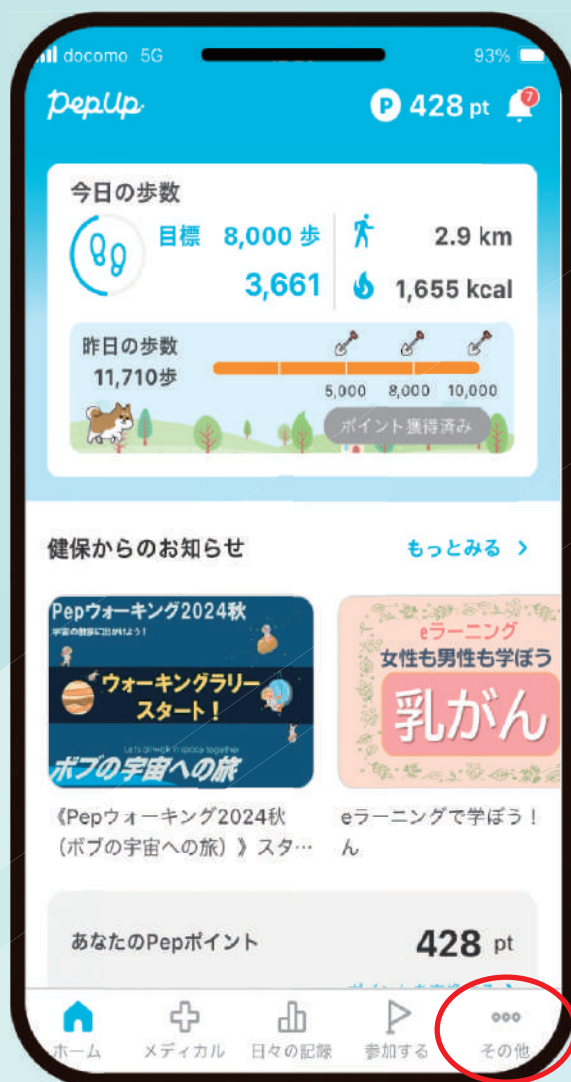 docomo 5G 93%
PepUp
P 428 pt 7
今日の歩数
目標 8,000 歩 2.9 km
3,661 1,655 kcal
昨日の歩数
11,710歩
5,000 8,000 10,000
ポイント獲得済み
健保からのお知らせ もっとみる >
Pepウォーキング2024秋
宇宙の散歩に出かけよう!
ウォーキングラリー
スタート!
Let's all walk in space together
ボブの宇宙への旅
eラーニング
女性も男性も学ぼう
乳がん
《Pepウォーキング2024秋
(ボブの宇宙への旅)》スタ…
eラーニングで学ぼう!
ん
あなたのPepポイント 428 pt
ホーム メディカル 日々の記録 参加する その他